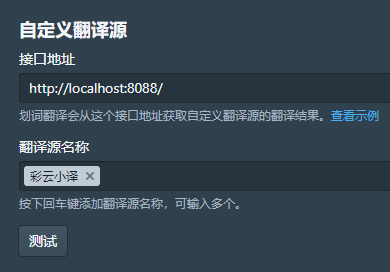 自定义翻译源
接口地址
http://localhost:8088/
划词翻译会从这个接口地址获取自定义翻译源的翻译结果。查看示例
翻译源名称
彩云小译 ×
按下回车键添加翻译源名称，可输入多个。
测试